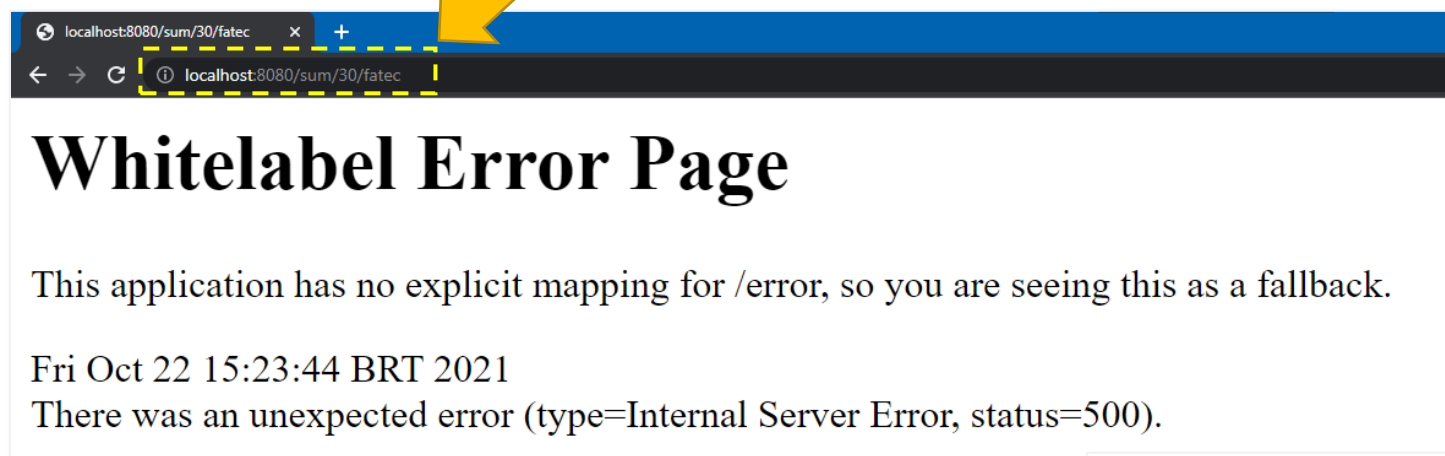 localhost:8080/sum/30/fatec
localhost:8080/sum/30/fatec
Whitelabel Error Page
This application has no explicit mapping for /error, so you are seeing this as a fallback.
Fri Oct 22 15:23:44 BRT 2021
There was an unexpected error (type=Internal Server Error, status=500).